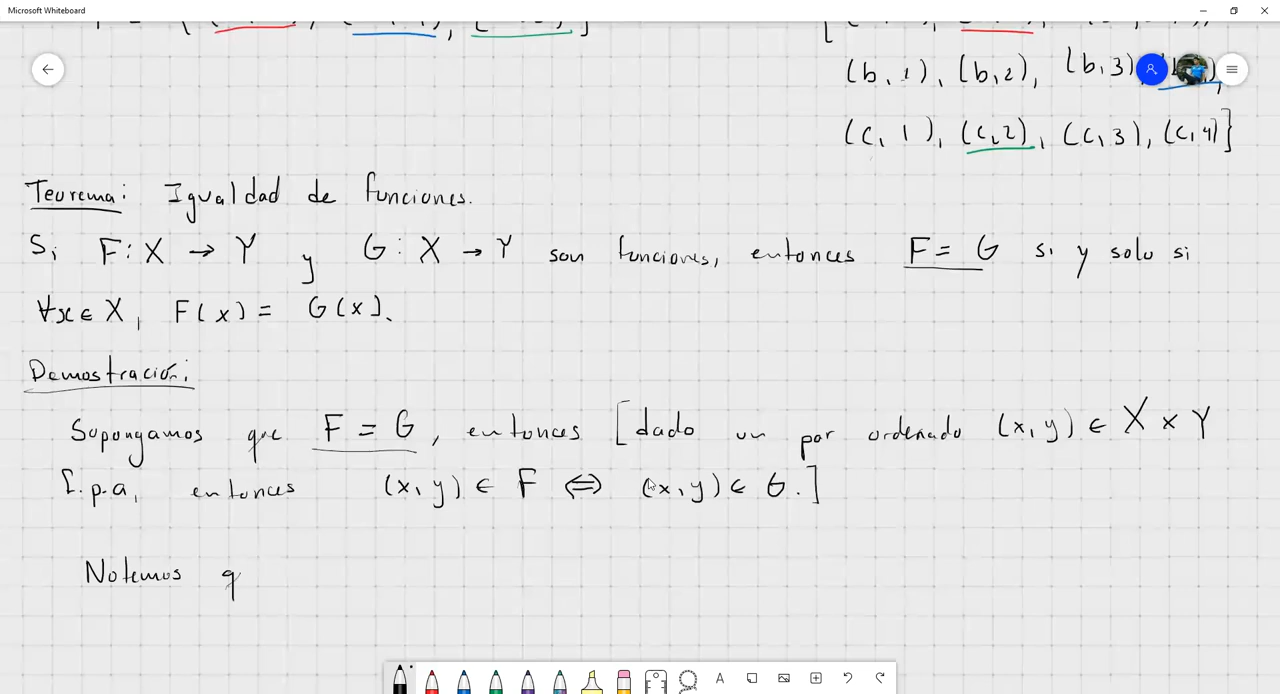 Microsoft Whiteboard
(b, 1), (b,2), (b,3)
(c, 1), (c,2), (c,3), (c,4)}
Teorema: Igualdad de funciones.
Si F: X → Y y G: X → Y son funciones, entonces F = G si y solo si
∀x ∈ X, F(x) = G(x).
Demostración:
Supongamos que F = G, entonces [dado un par ordenado (x,y) ∈ X × Y
f.p.a, entonces (x,y) ∈ F ⇔ (x,y) ∈ G.]
Notemos q